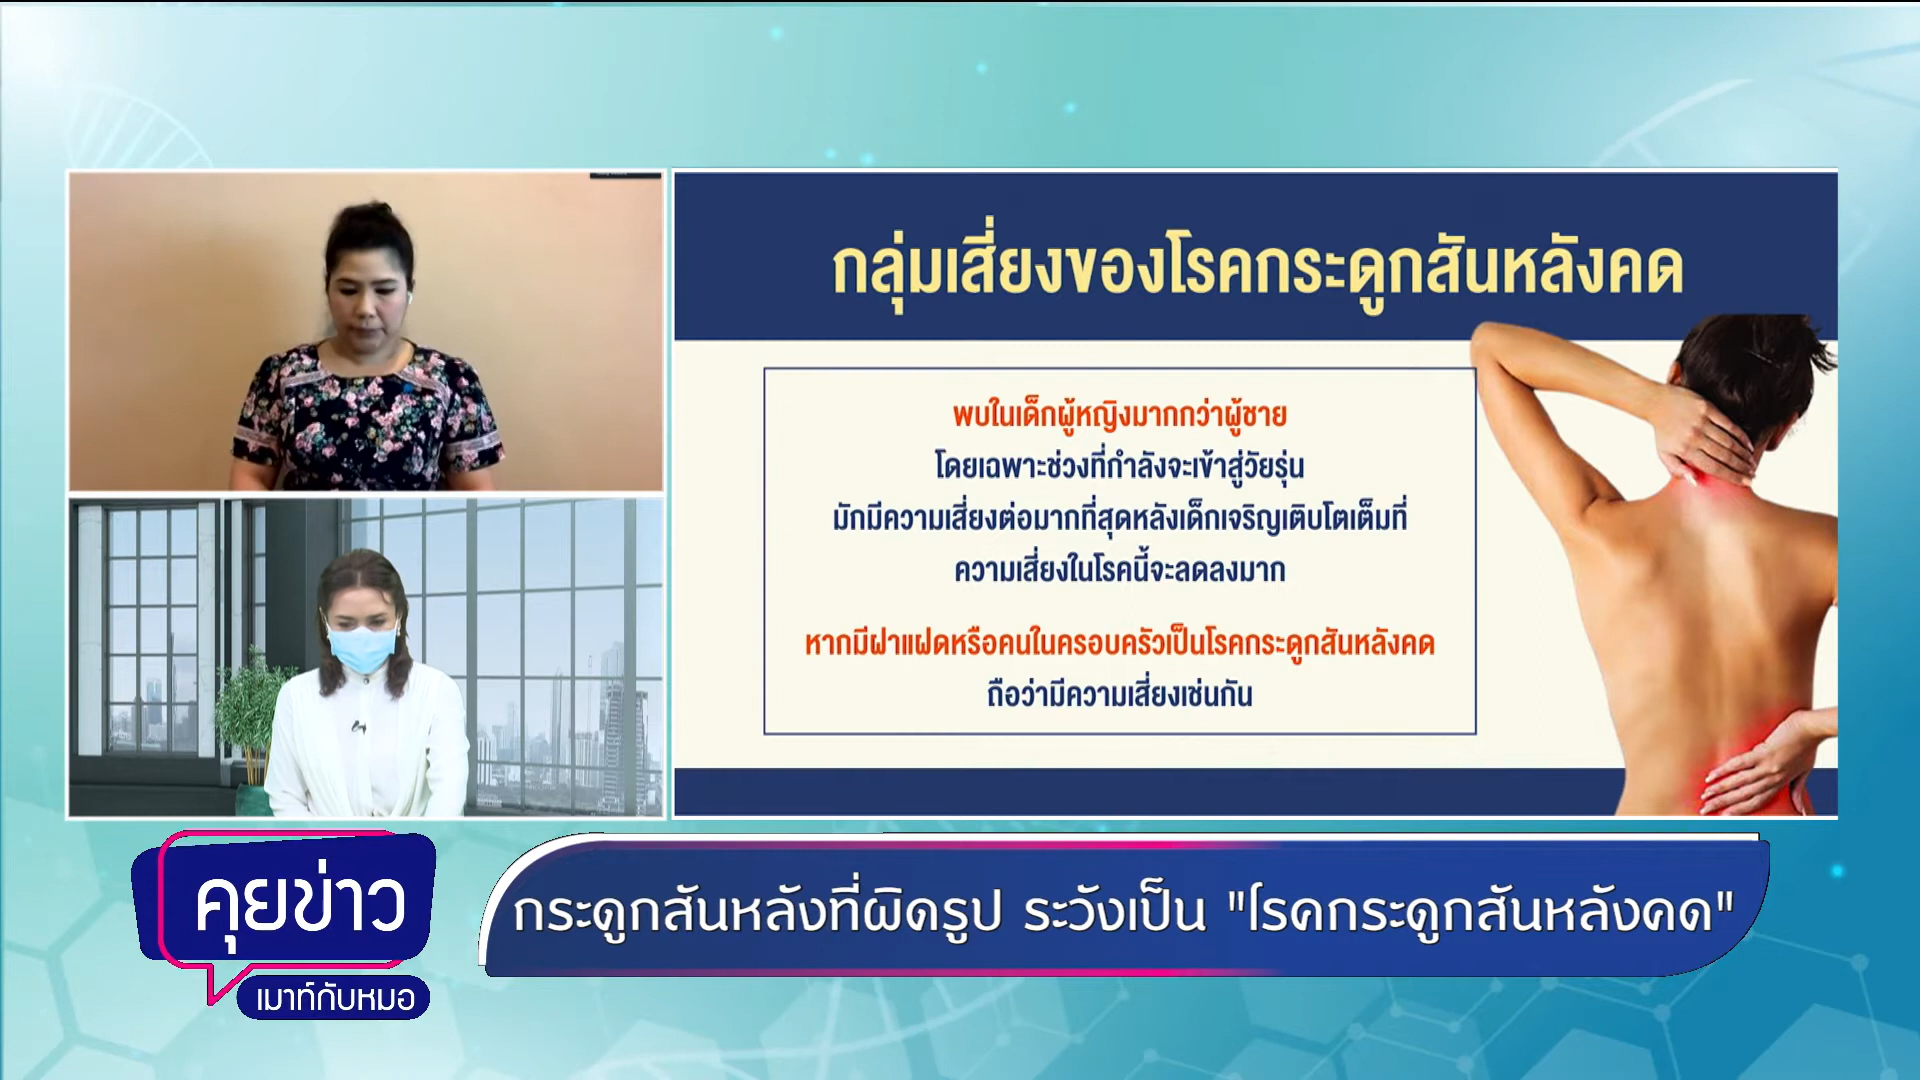 กลุ่มเสี่ยงของโรคกระดูกสันหลังคด
พบในเด็กผู้หญิงมากกว่าผู้ชาย
โดยเฉพาะช่วงที่กำลังจะเข้าสู่วัยรุ่น
มักมีความเสี่ยงต่อมากที่สุดหลังเด็กเจริญเติบโตเต็มที่
ความเสี่ยงในโรคนี้จะลดลงมาก
หากมีฝาแฝดหรือคนในครอบครัวเป็นโรคกระดูกสันหลังคด
ถือว่ามีความเสี่ยงเช่นกัน
คุยข่าว
เมาท์กับหมอ
กระดูกสันหลังที่ผิดรูป ระวังเป็น "โรคกระดูกสันหลังคด"